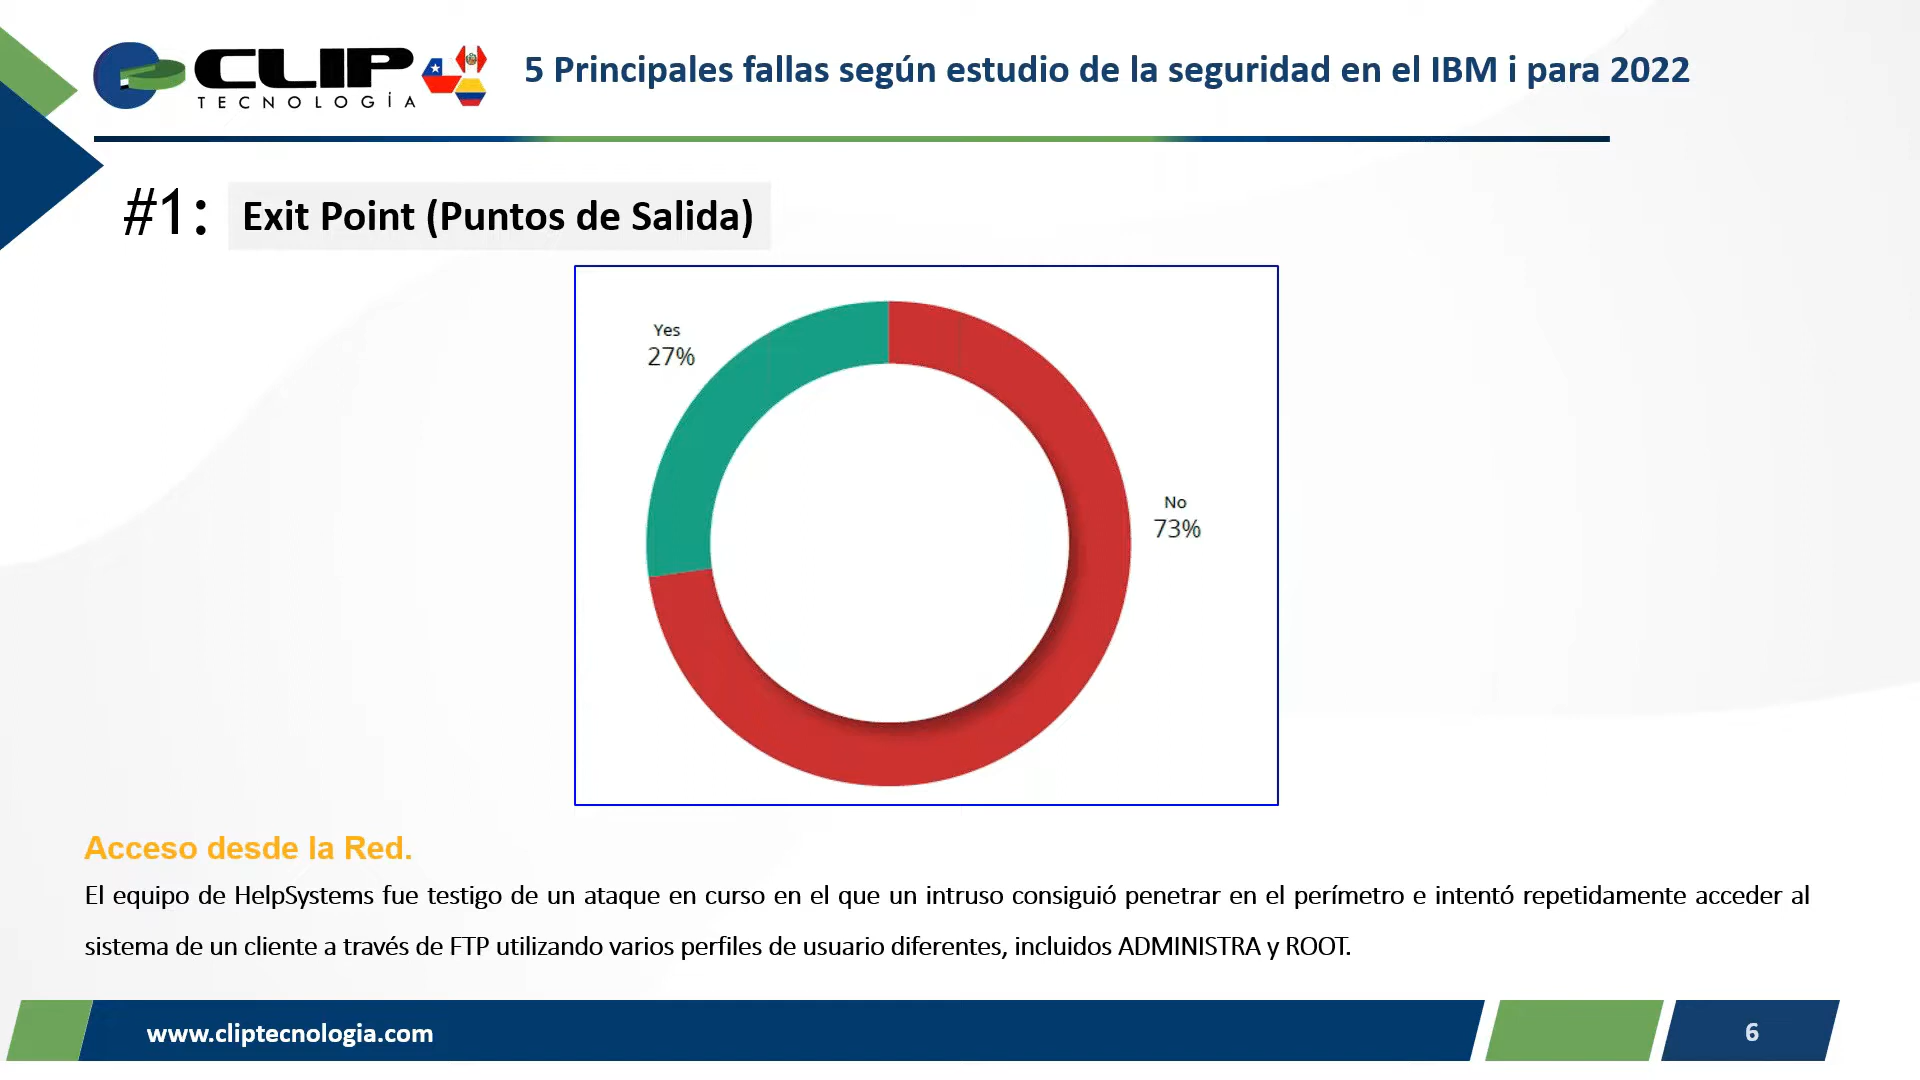 CLIP
TECNOLOGÍA
5 Principales fallas según estudio de la seguridad en el IBM i para 2022
#1:
Exit Point (Puntos de Salida)
Yes
27%
No
73%
Acceso desde la Red.
El equipo de HelpSystems fue testigo de un ataque en curso en el que un intruso consiguió penetrar en el perímetro e intentó repetidamente acceder al
sistema de un cliente a través de FTP utilizando varios perfiles de usuario diferentes, incluidos ADMINISTRA y ROOT.
www.cliptecnologia.com
6